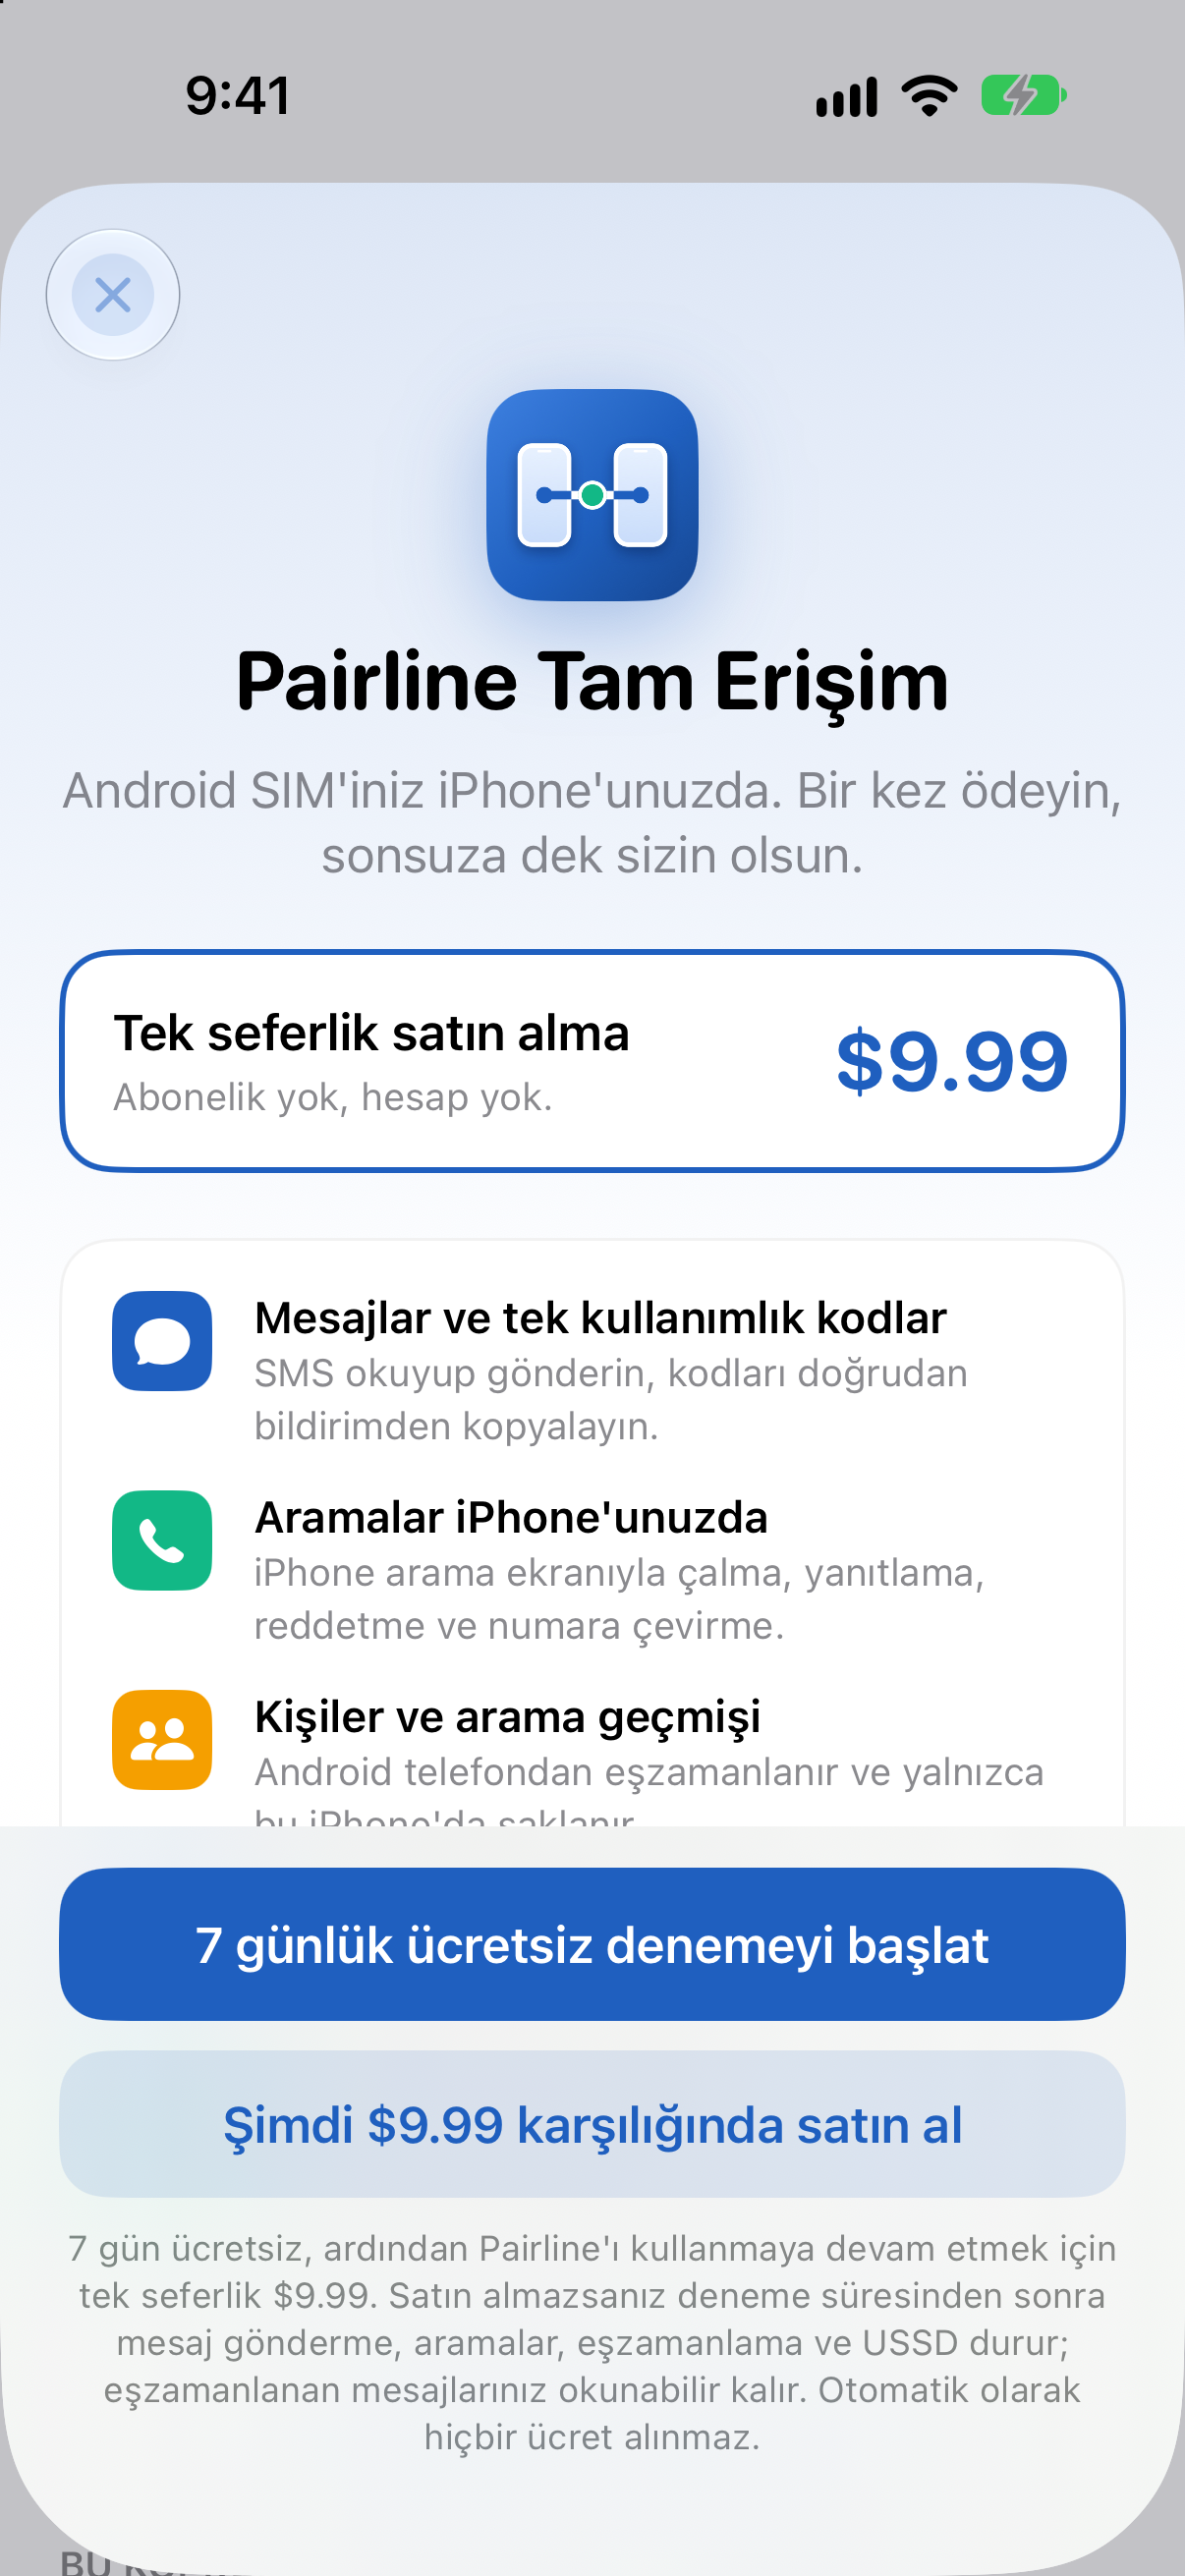 9:41
Pairline Tam Erişim
Android SIM'iniz iPhone'unuzda. Bir kez ödeyin,
sonsuza dek sizin olsun.
Tek seferlik satın alma
$9.99
Abonelik yok, hesap yok.
Mesajlar ve tek kullanımlık kodlar
SMS okuyup gönderin, kodları doğrudan
bildirimden kopyalayın.
Aramalar iPhone'unuzda
iPhone arama ekranıyla çalma, yanıtlama,
reddetme ve numara çevirme.
Kişiler ve arama geçmişi
Android telefondan eşzamanlanır ve yalnızca
bu iPhone'da saklanır
7 günlük ücretsiz denemeyi başlat
Şimdi $9.99 karşılığında satın al
7 gün ücretsiz, ardından Pairline'ı kullanmaya devam etmek için
tek seferlik $9.99. Satın almazsanız deneme süresinden sonra
mesaj gönderme, aramalar, eşzamanlama ve USSD durur;
eşzamanlanan mesajlarınız okunabilir kalır. Otomatik olarak
hiçbir ücret alınmaz.
BU